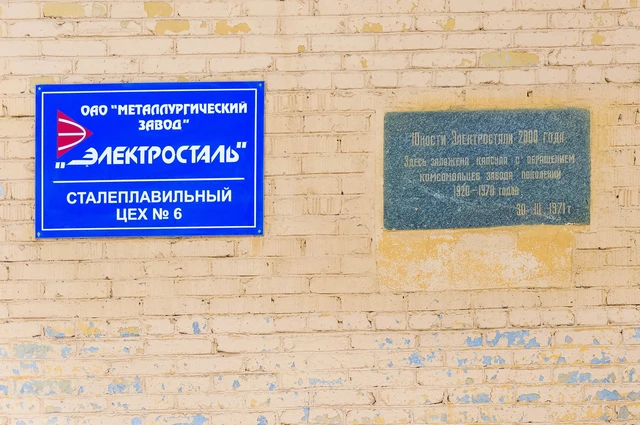 ОАО "МЕТАЛЛУРГИЧЕСКИЙ
ЗАВОД"
"ЭЛЕКТРОСТАЛЬ"
СТАЛЕПЛАВИЛЬНЫЙ
ЦЕХ № 6
Юности Электростали 2000 года
Здесь заложена капсула с обращением
комсомольцев завода поколений
1920-1970 годов
30-III-1971г